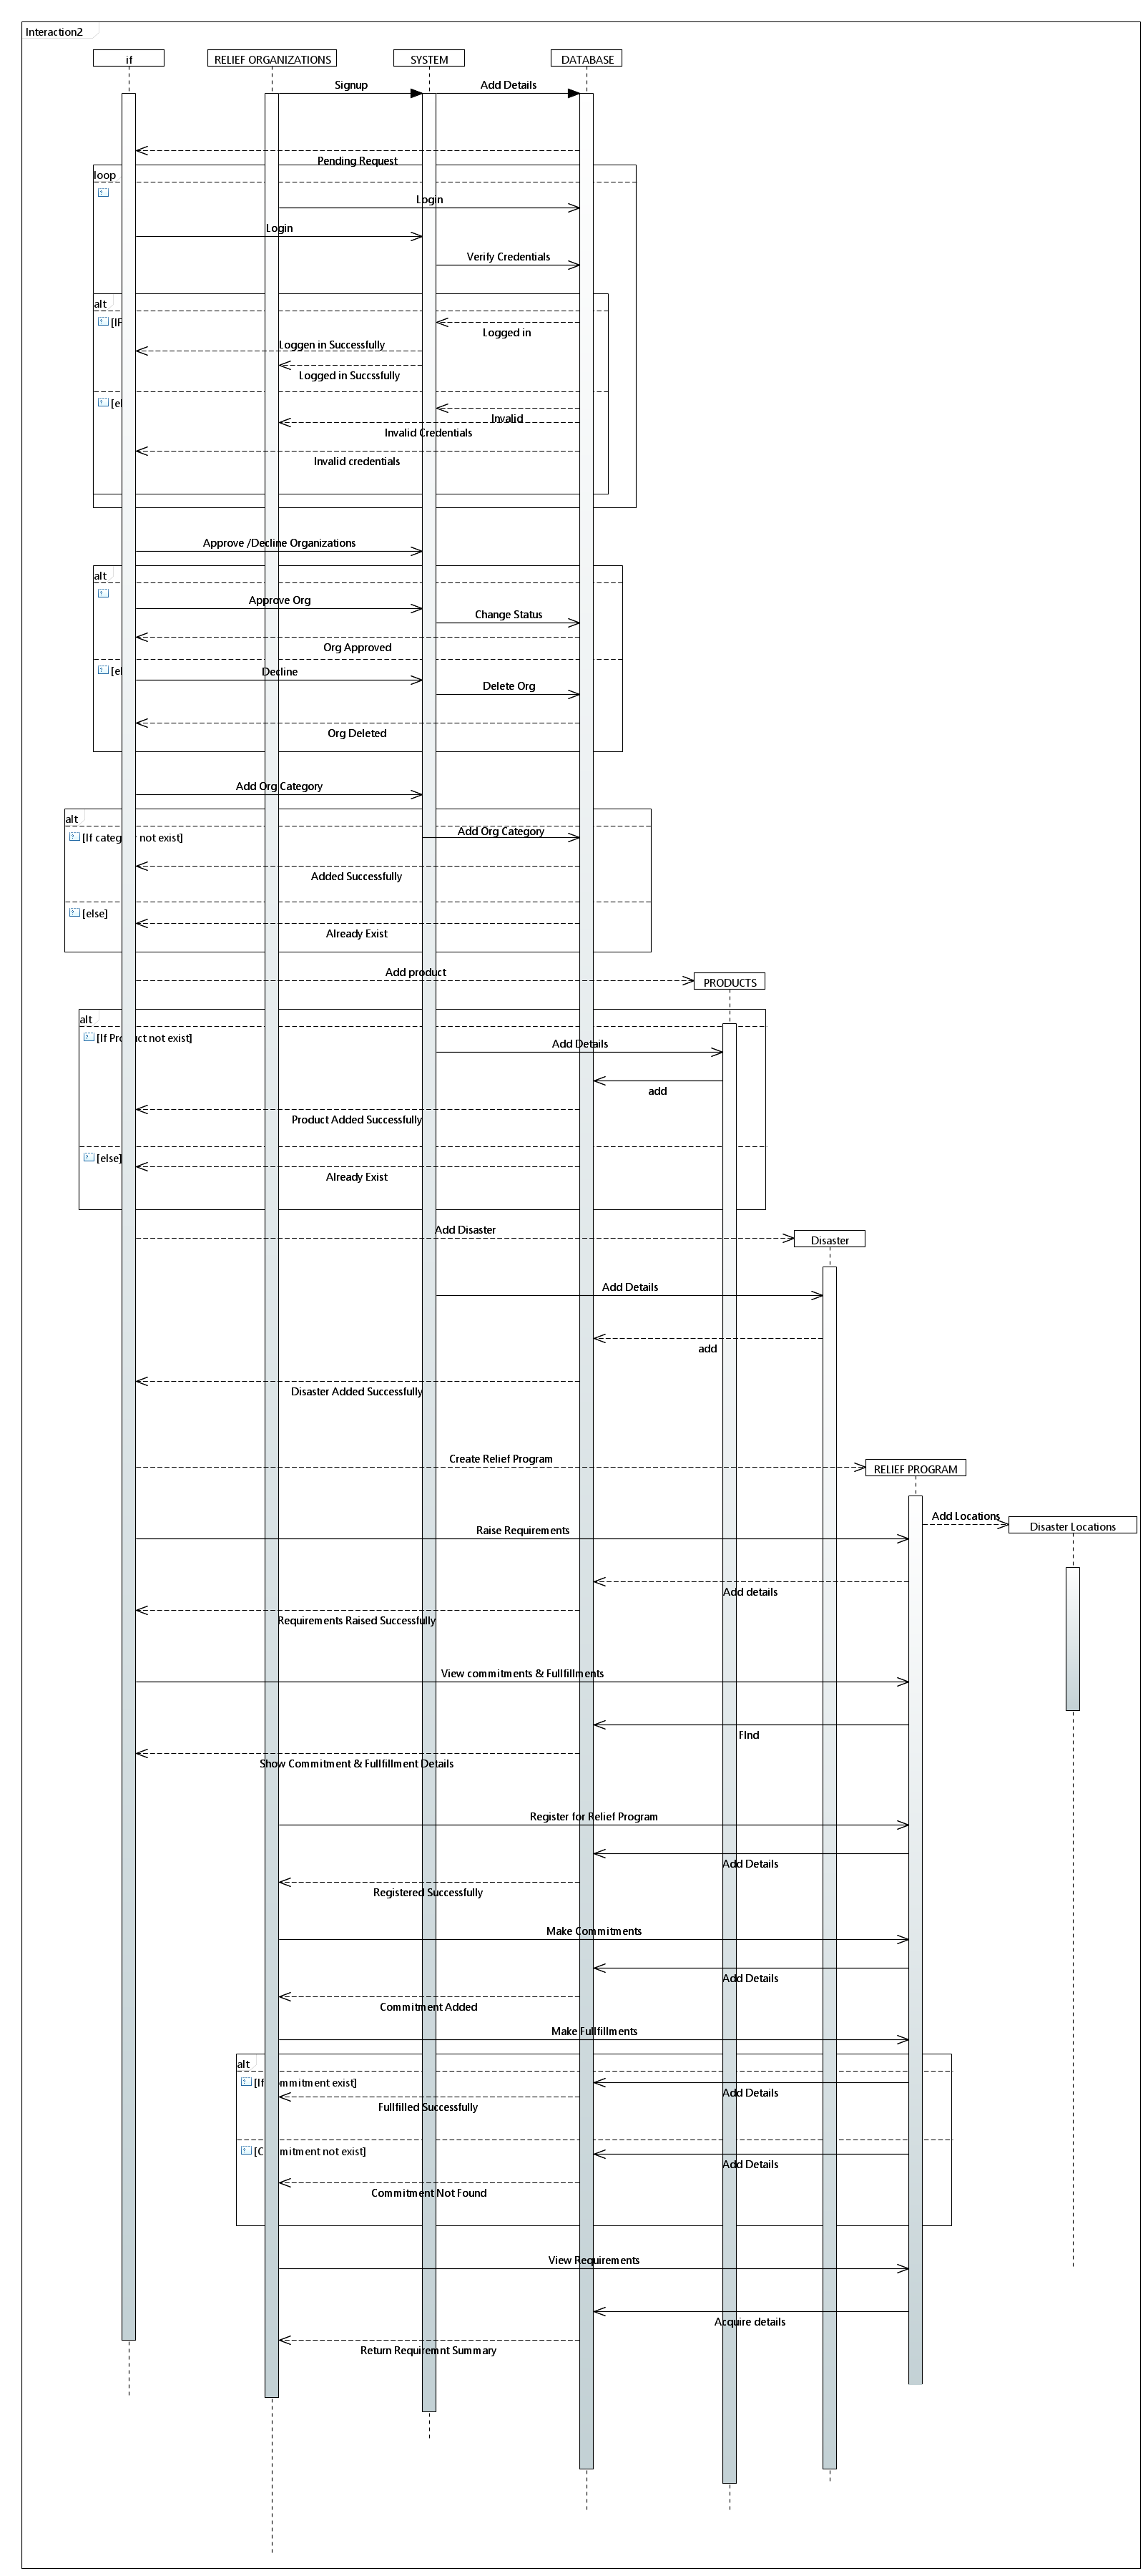 Interaction2
if
RELIEF ORGANIZATIONS
SYSTEM
DATABASE
Signup
Add Details
Pending Request
loop
Login
Login
Verify Credentials
alt
[IF
Logged in
Loggen in Successfully
Logged in Succssfully
[el
Invalid
Invalid Credentials
Invalid credentials
Approve /Decline Organizations
alt
Approve Org
Change Status
Org Approved
[el
Decline
Delete Org
Org Deleted
Add Org Category
alt
Add Org Category
[If categ   not exist]
Added Successfully
[else]
Already Exist
Add product
PRODUCTS
alt
[If Pr   uct not exist]
Add Details
add
Product Added Successfully
[else]
Already Exist
Add Disaster
Disaster
Add Details
add
Disaster Added Successfully
Create Relief Program
RELIEF PROGRAM
Add Locations
Disaster Locations
Raise Requirements
Add details
Requirements Raised Successfully
View commitments & Fullfillments
FInd
Show Commitment & Fullfillment Details
Register for Relief Program
Add Details
Registered Successfully
Make Commitments
Add Details
Commitment Added
Make Fullfillments
alt
[If   mmitment exist]
Add Details
Fullfilled Successfully
[C   mitment not exist]
Add Details
Commitment Not Found
View Requirements
Acquire details
Return Requiremnt Summary